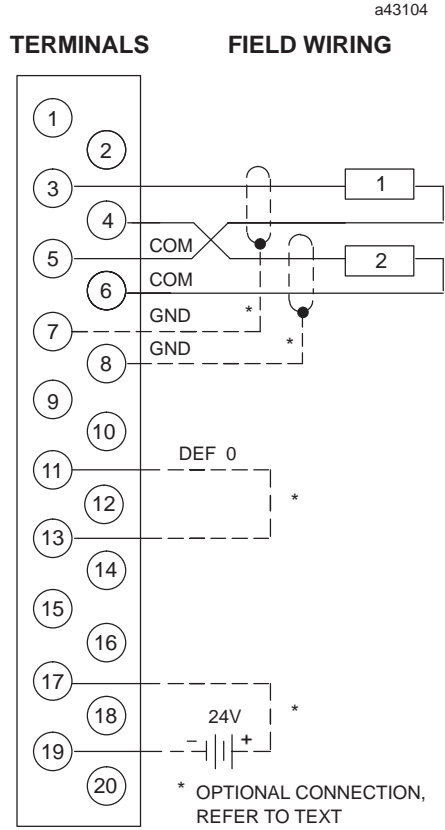 a43104
TERMINALS FIELD WIRING
1
2
3
1
4
5
COM
2
6
COM
7
GND
*
8
GND
*
9
10
11
DEF 0
12
*
13
14
15
16
17
18
24V
*
19
– +
20
* OPTIONAL CONNECTION,
REFER TO TEXT